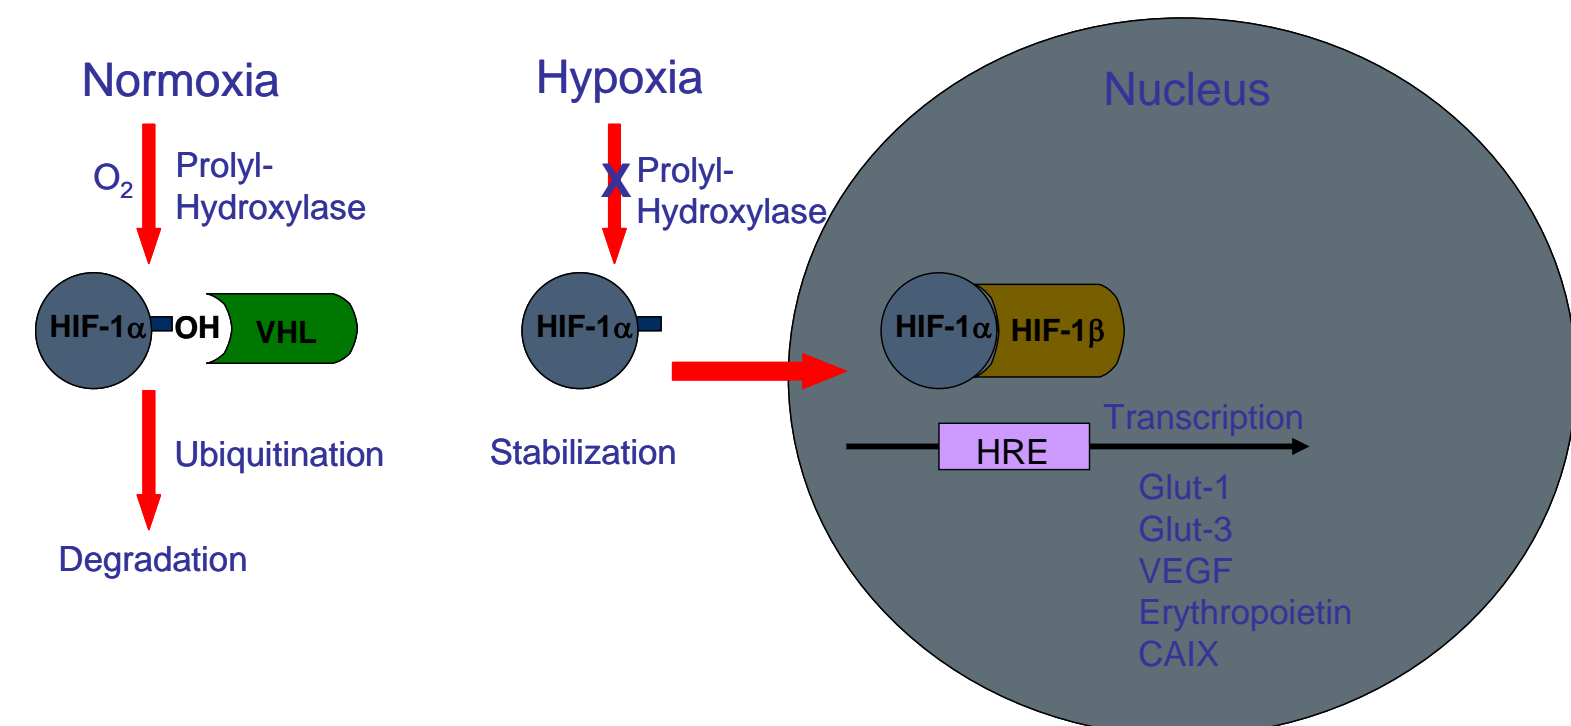 Normoxia
O2
Prolyl-
Hydroxylase
HIF-1α
OH
VHL
Ubiquitination
Degradation
Hypoxia
X
Prolyl-
Hydroxylase
HIF-1α
Stabilization
Nucleus
HIF-1α
HIF-1β
Transcription
HRE
Glut-1
Glut-3
VEGF
Erythropoietin
CAIX